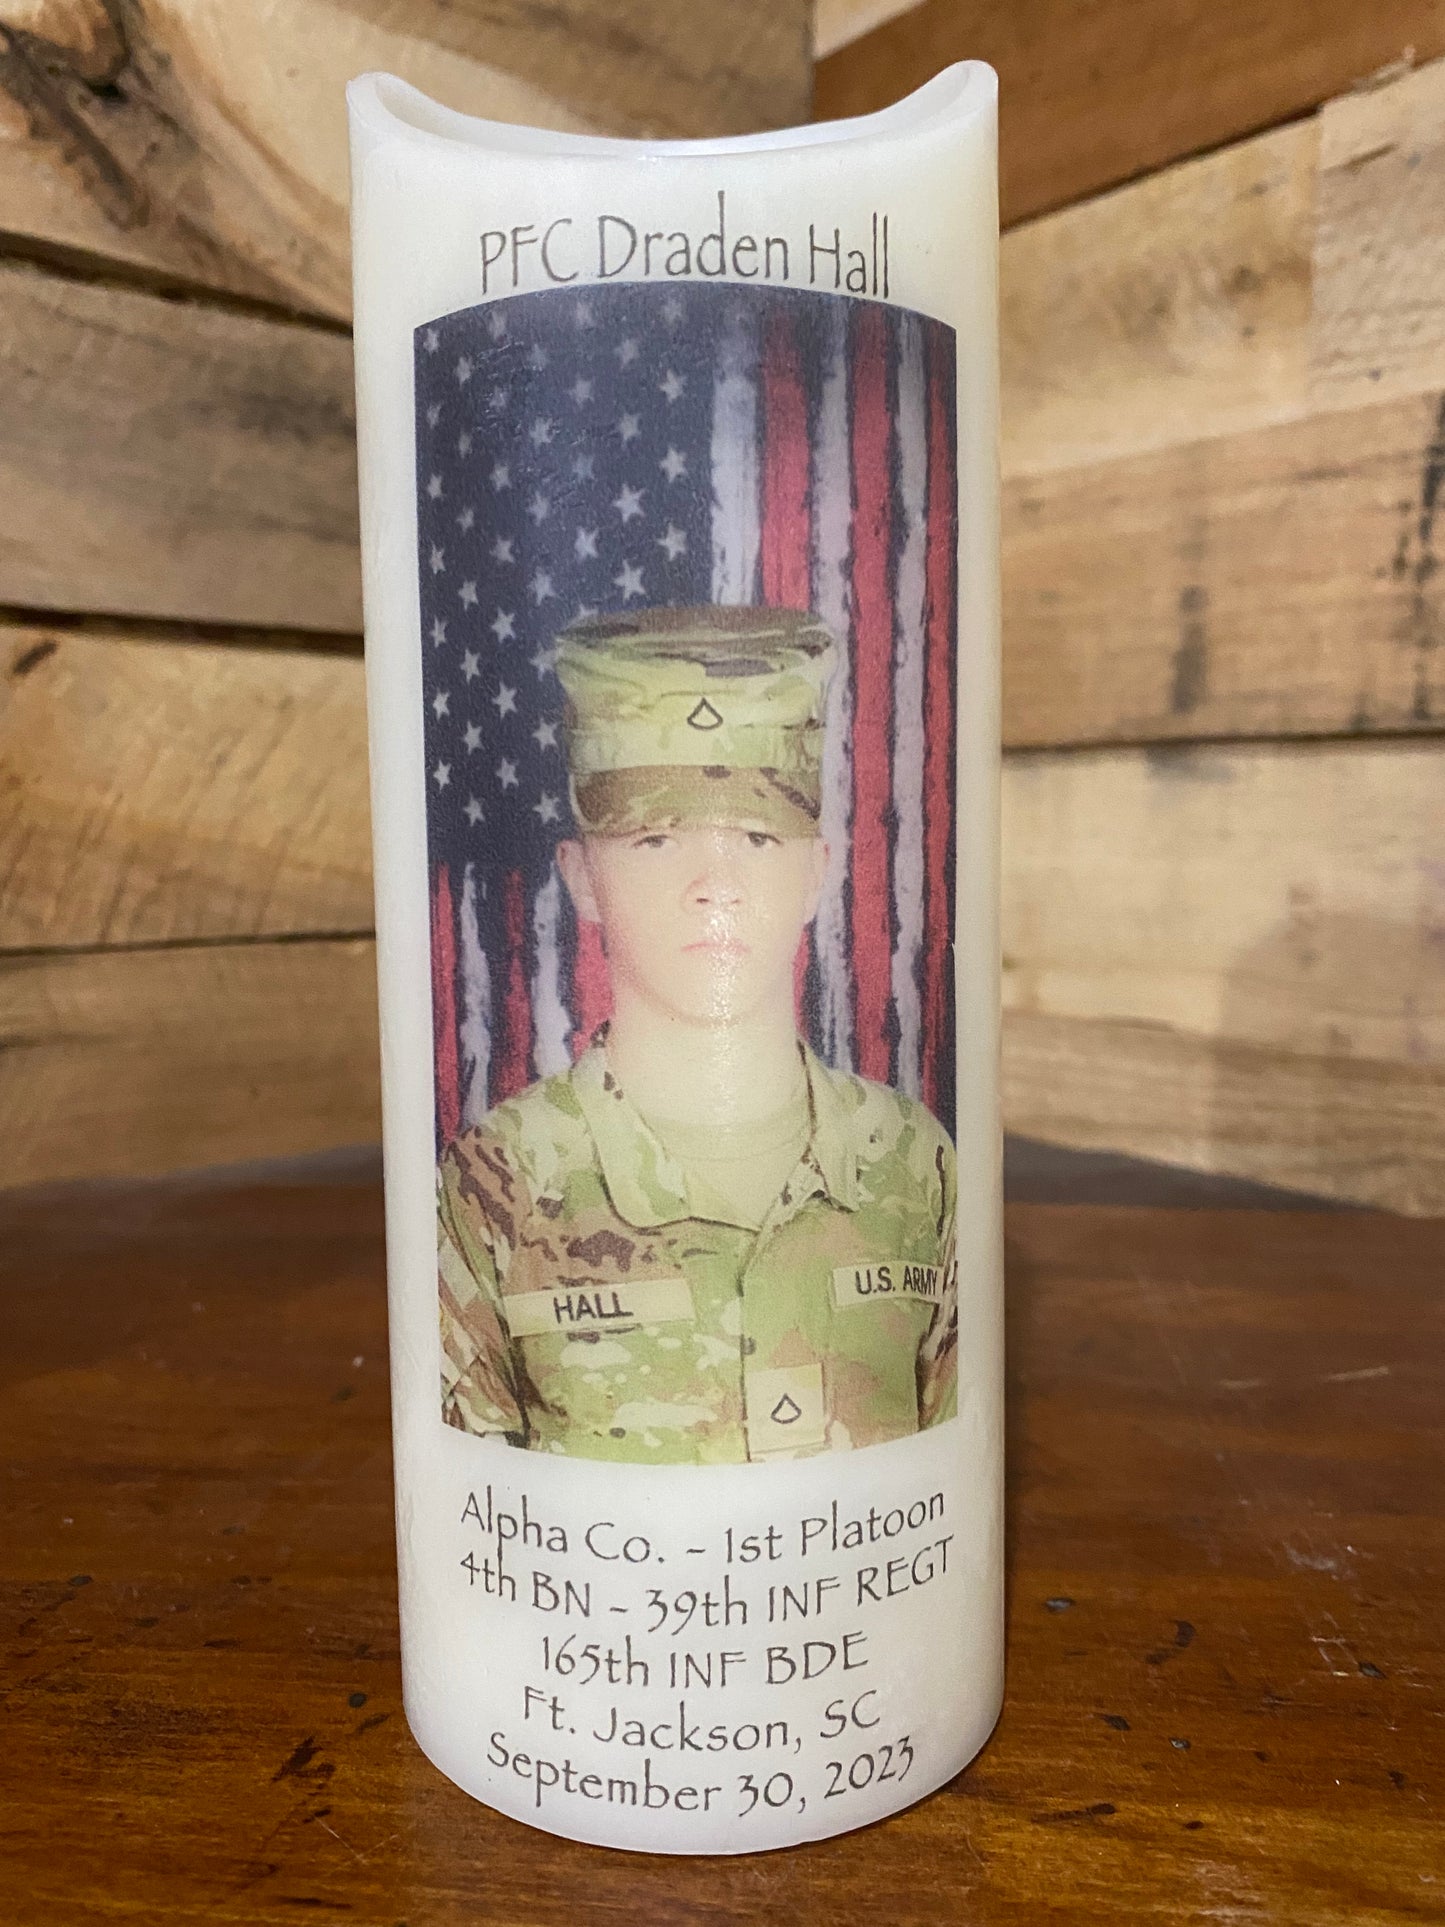 PFC Draden Hall
HALL
U.S. ARMY
Alpha Co. - 1st Platoon
4th BN - 39th INF REGT
165th INF BDE
Ft. Jackson, SC
September 30, 2023